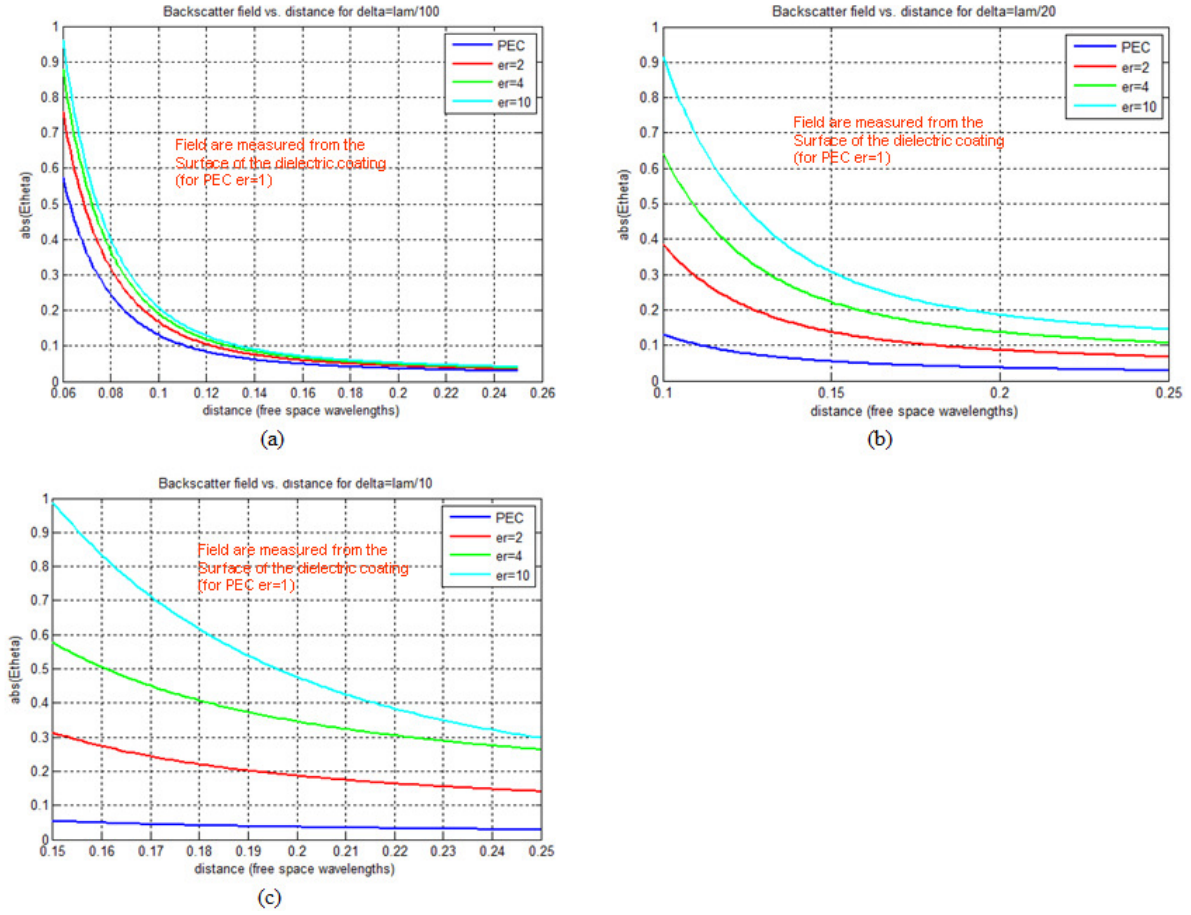 Backscatter field vs. distance for delta=lam/100
1
0.9
0.8
0.7
0.6
0.5
0.4
0.3
0.2
0.1
0
abs(Etheta)
PEC
er=2
er=4
er=10
Field are measured from the
Surface of the dielectric coating
(for PEC er=1)
0.06 0.08 0.1 0.12 0.14 0.16 0.18 0.2 0.22 0.24 0.26
distance (free space wavelengths)
(a)
Backscatter field vs. distance for delta=lam/20
1
0.9
0.8
0.7
0.6
0.5
0.4
0.3
0.2
0.1
0
abs(Etheta)
PEC
er=2
er=4
er=10
Field are measured from the
Surface of the dielectric coating
(for PEC er=1)
0.1 0.15 0.2 0.25
distance (free space wavelengths)
(b)
Backscatter field vs. distance for delta=lam/10
1
0.9
0.8
0.7
0.6
0.5
0.4
0.3
0.2
0.1
0
abs(Etheta)
PEC
er=2
er=4
er=10
Field are measured from the
Surface of the dielectric coating
(for PEC er=1)
0.15 0.16 0.17 0.18 0.19 0.2 0.21 0.22 0.23 0.24 0.25
distance (free space wavelengths)
(c)